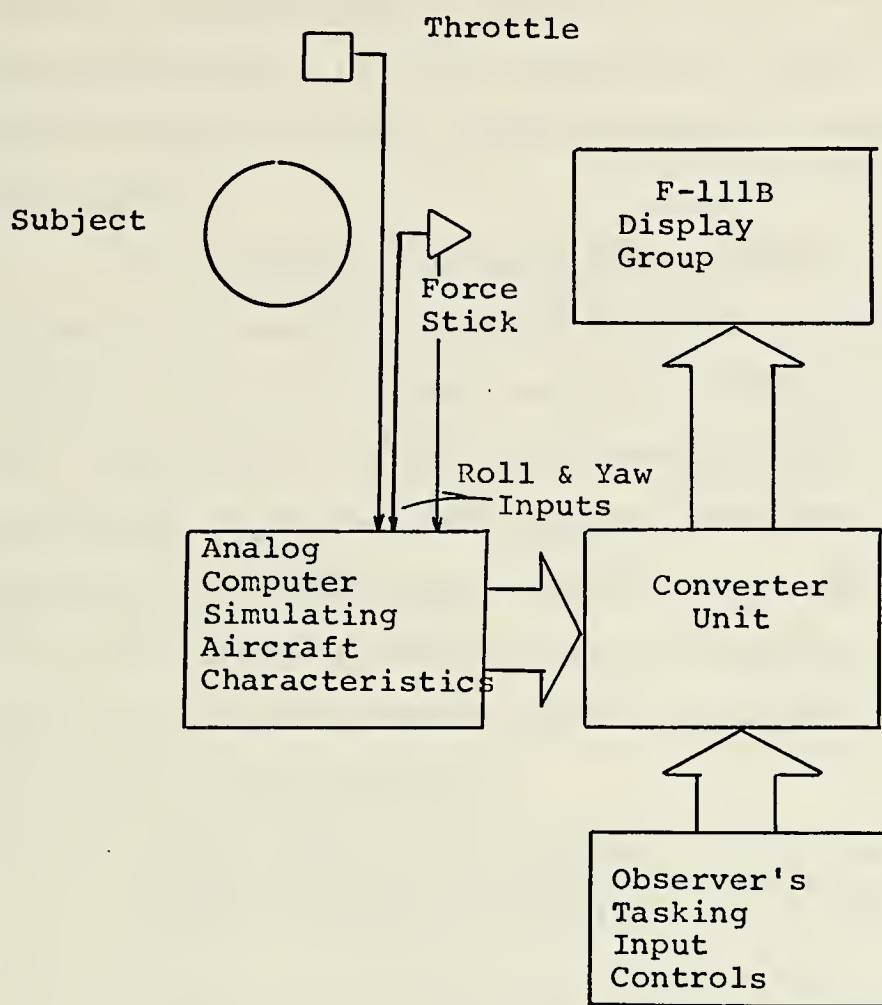 Throttle
Subject
F-111B
Display
Group
Force
Stick
Roll & Yaw
Inputs
Analog
Computer
Simulating
Aircraft
Characteristics
Converter
Unit
Observer's
Tasking
Input
Controls